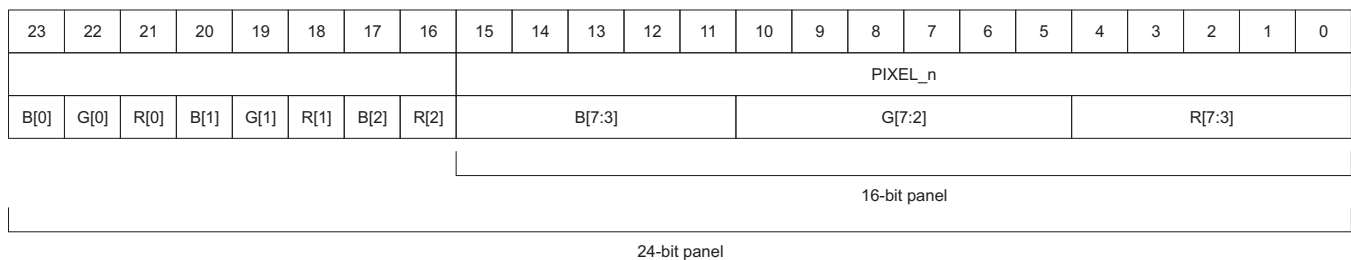 23 22 21 20 19 18 17 16 15 14 13 12 11 10 9 8 7 6 5 4 3 2 1 0
PIXEL_n
B[0] G[0] R[0] B[1] G[1] R[1] B[2] R[2] B[7:3] G[7:2] R[7:3]
16-bit panel
24-bit panel